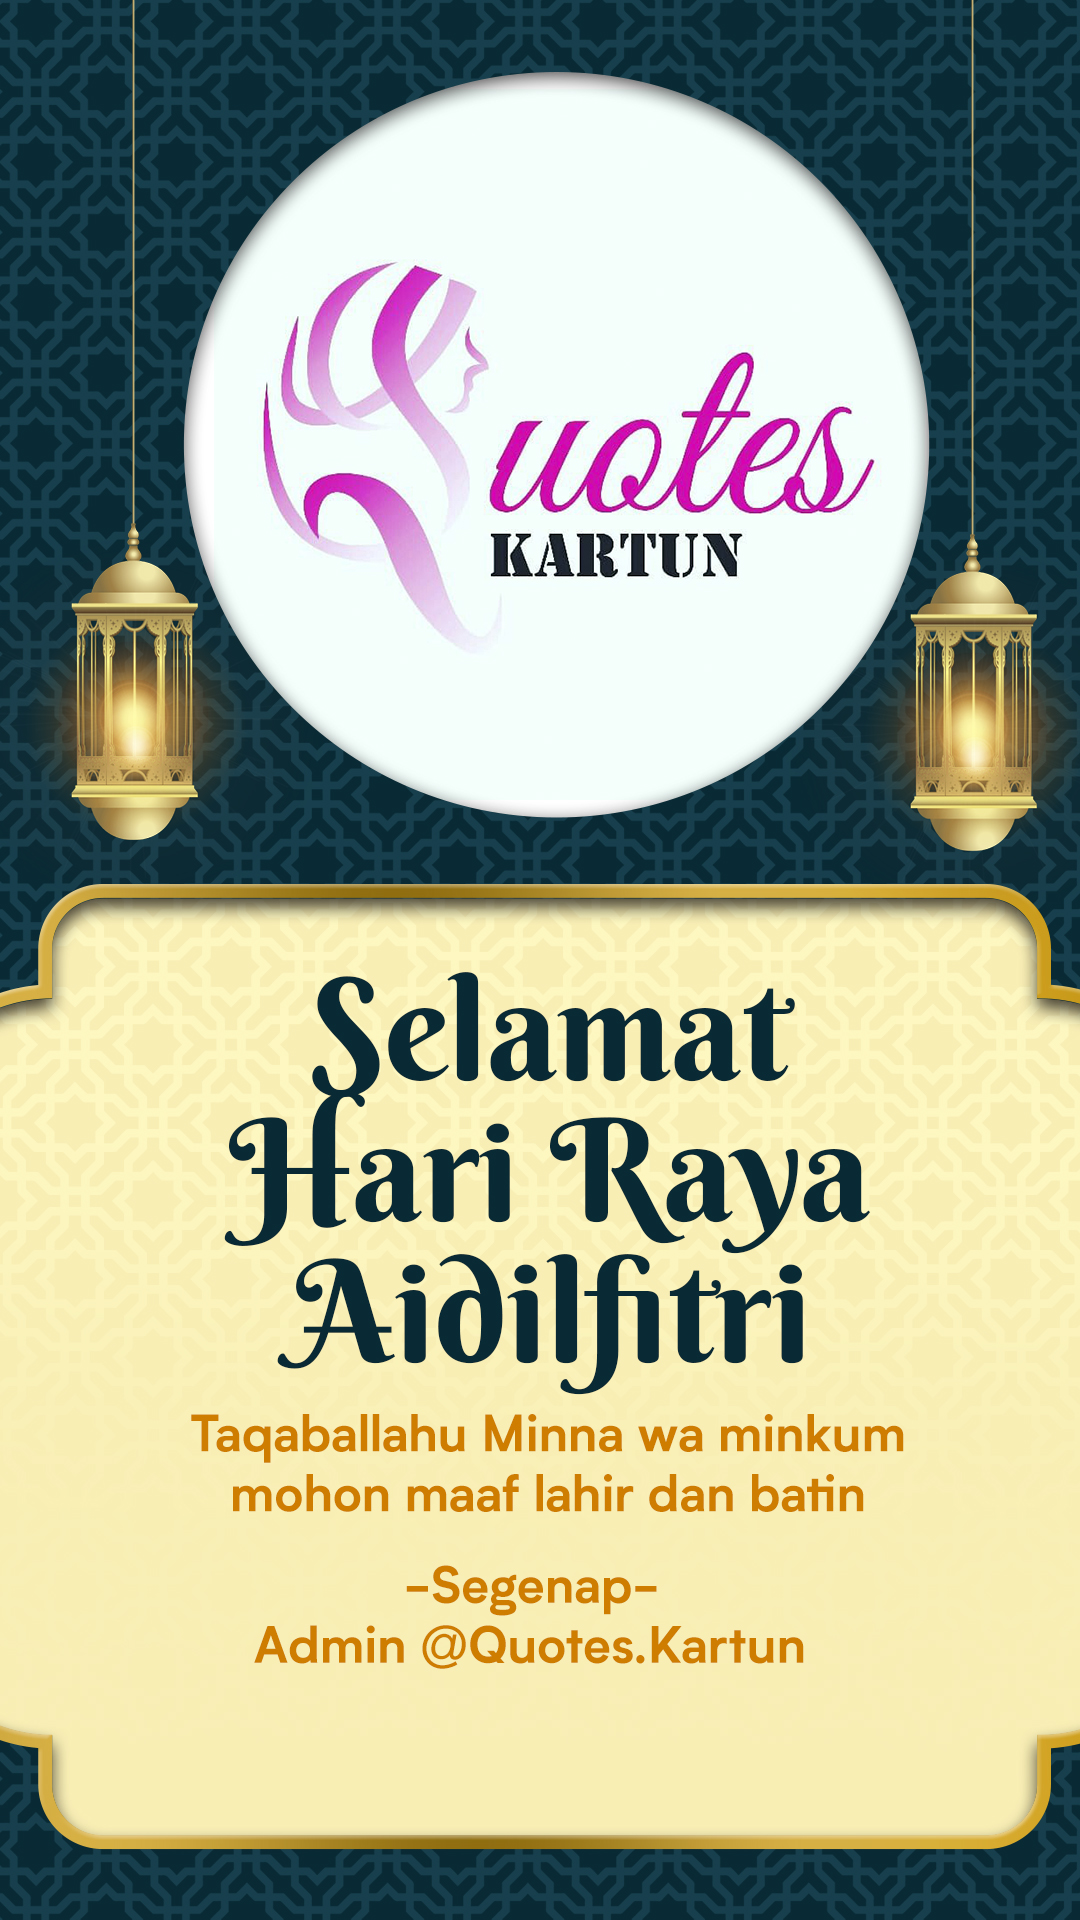 Quotes
KARTUN
Selamat
Hari Raya
Aidilfitri
Taqaballahu Minna wa minkum
mohon maaf lahir dan batin
-Segenap-
Admin @Quotes.Kartun